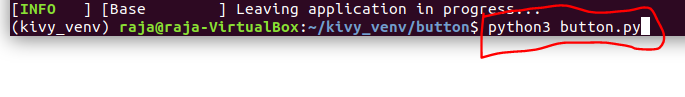 [INFO   ] [Base        ] Leaving application in progress...
(kivy_venv) raja@raja-VirtualBox:~/kivy_venv/button$ python3 button.py